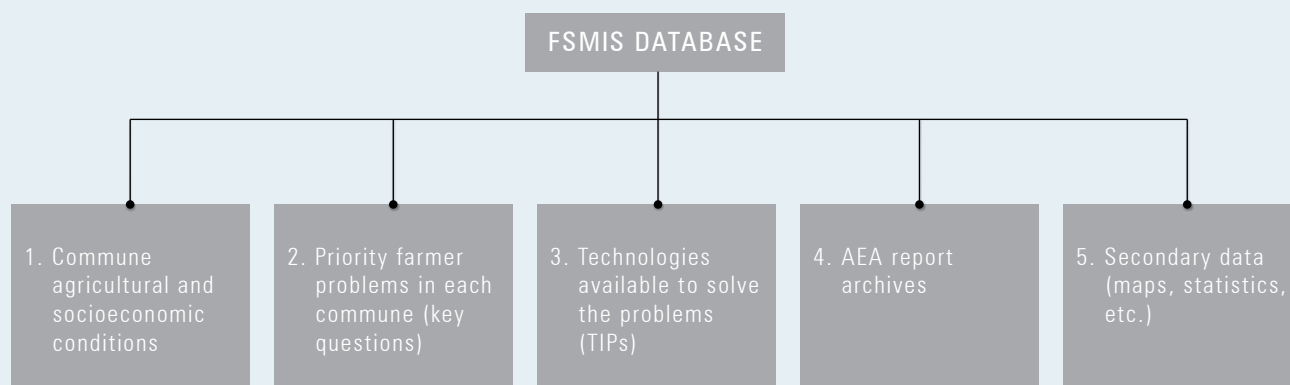 FSMIS DATABASE
1. Commune
agricultural and
socioeconomic
conditions
2. Priority farmer
problems in each
commune (key
questions)
3. Technologies
available to solve
the problems
(TIPs)
4. AEA report
archives
5. Secondary data
(maps, statistics,
etc.)